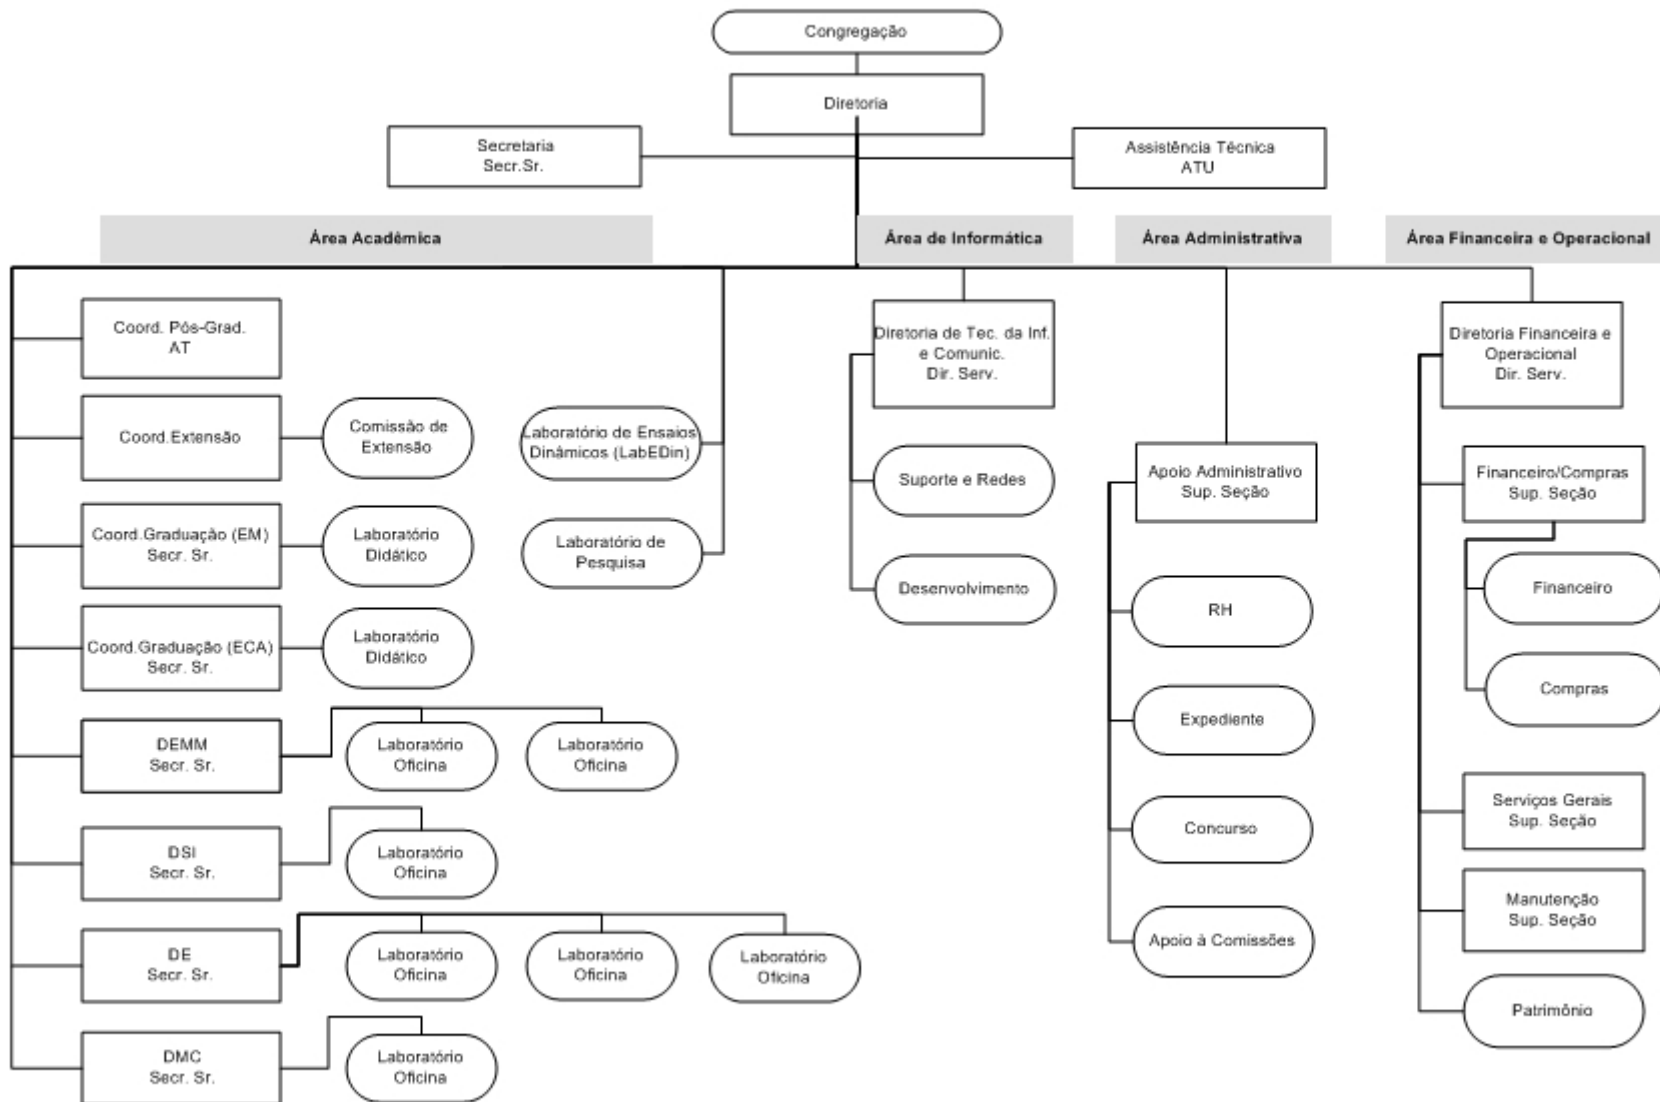 Congregação
Diretoria
Secretaria
Secr.Sr.
Assistência Técnica
ATU
Área Acadêmica
Área de Informática
Área Administrativa
Área Financeira e Operacional
Coord. Pós-Grad.
AT
Coord.Extensão
Comissão de
Extensão
Coord.Graduação (EM)
Secr. Sr.
Laboratório
Didático
Coord.Graduação (ECA)
Secr. Sr.
Laboratório
Didático
DEMM
Secr. Sr.
Laboratório
Oficina
Laboratório
Oficina
DSI
Secr. Sr.
Laboratório
Oficina
DE
Secr. Sr.
Laboratório
Oficina
Laboratório
Oficina
Laboratório
Oficina
DMC
Secr. Sr.
Laboratório
Oficina
Laboratório de Ensaios
Dinâmicos (LabEDin)
Laboratório de
Pesquisa
Diretoria de Tec. da Inf.
e Comunic.
Dir. Serv.
Suporte e Redes
Desenvolvimento
Apoio Administrativo
Sup. Seção
RH
Expediente
Concurso
Apoio à Comissões
Diretoria Financeira e
Operacional
Dir. Serv.
Financeiro/Compras
Sup. Seção
Financeiro
Compras
Serviços Gerais
Sup. Seção
Manutenção
Sup. Seção
Patrimônio